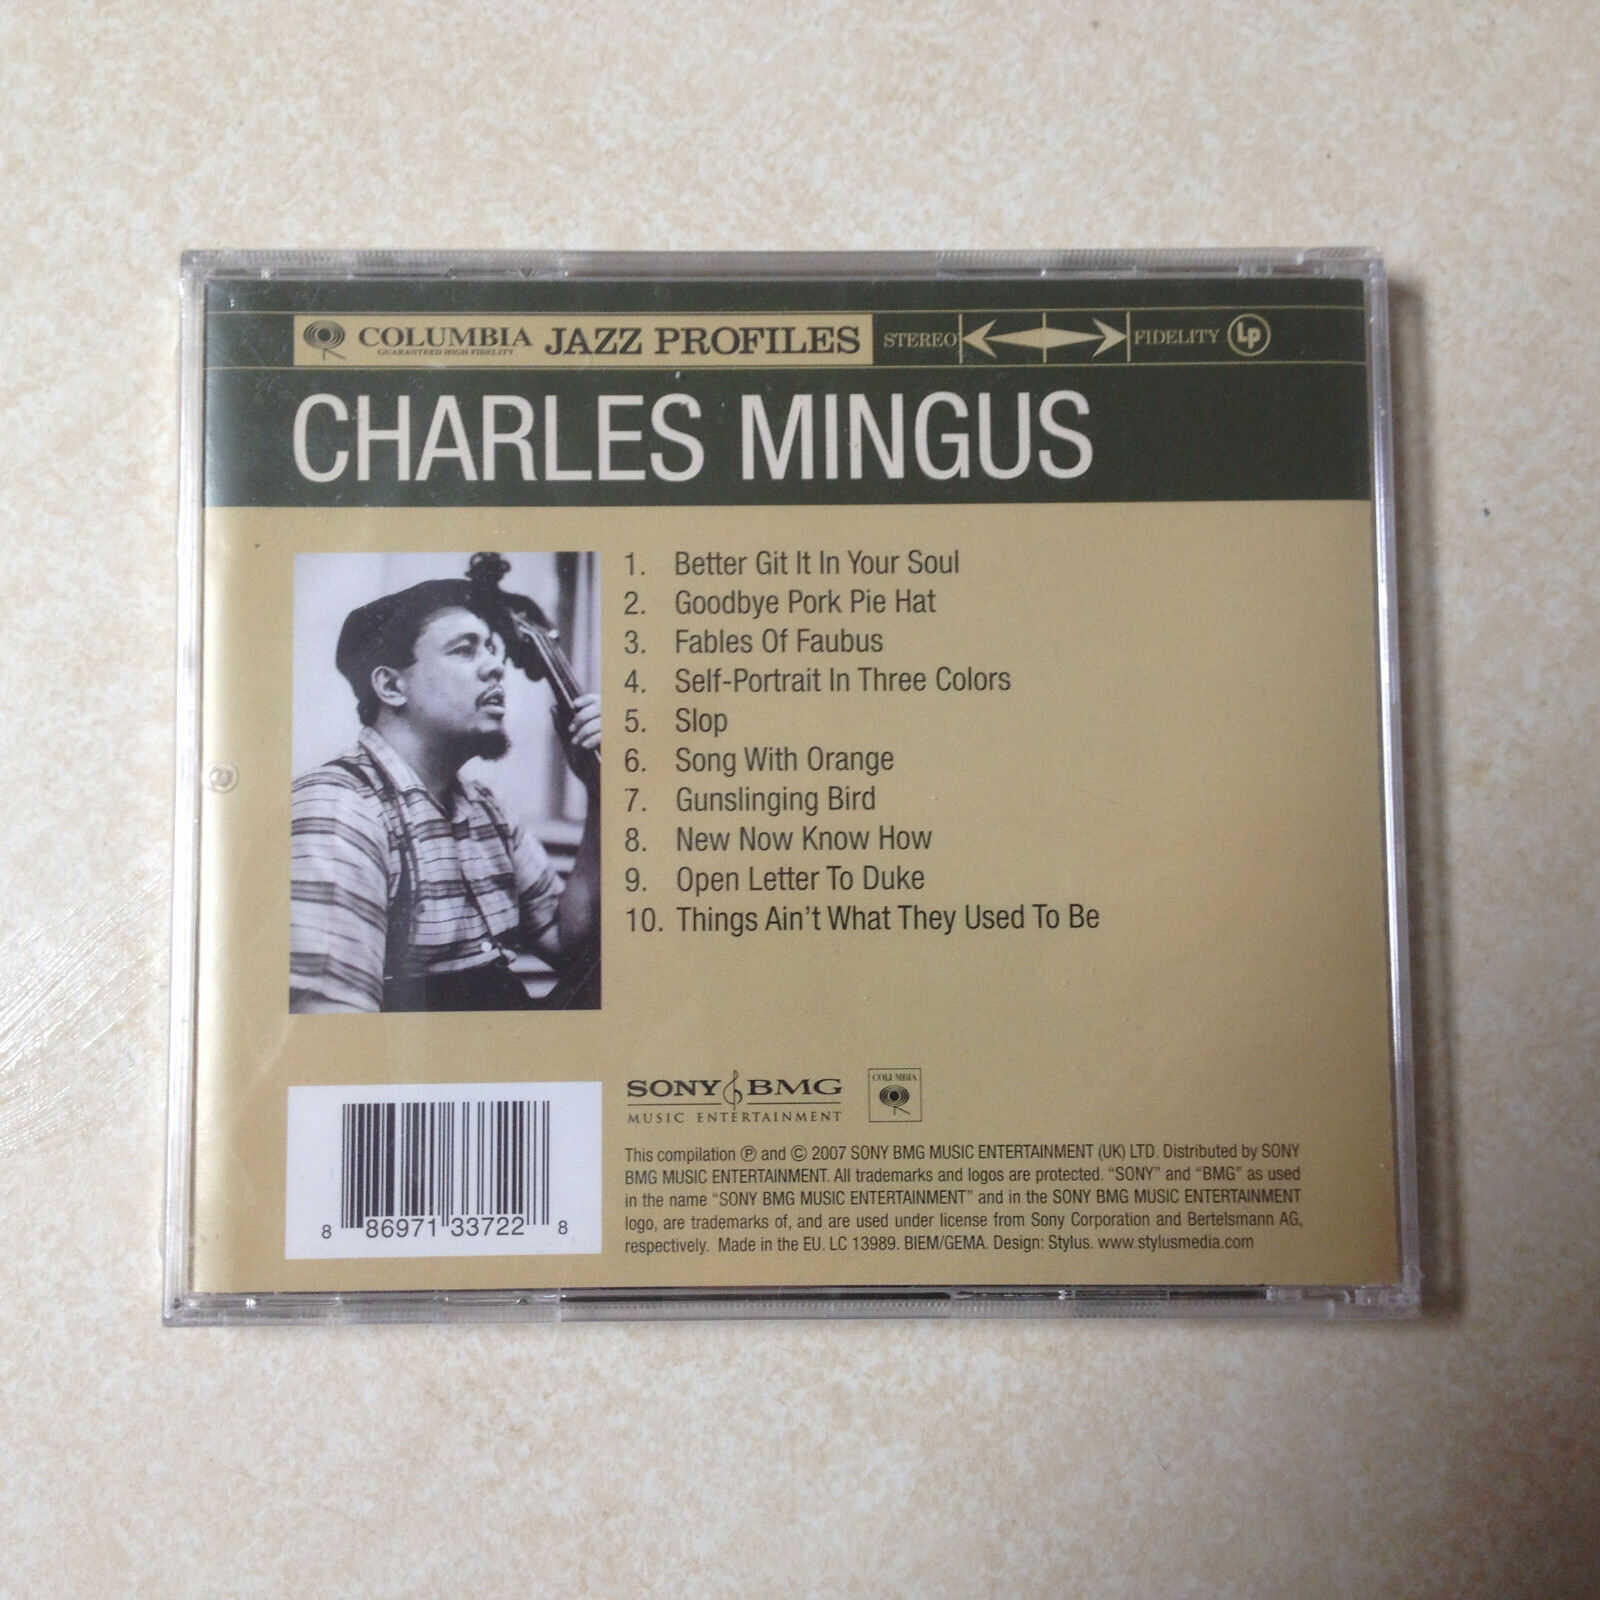 COLUMBIA JAZZ PROFILES STEREO FIDELITY Lp
GUARANTEED HIGH FIDELITY
CHARLES MINGUS
1. Better Git It In Your Soul
2. Goodbye Pork Pie Hat
3. Fables Of Faubus
4. Self-Portrait In Three Colors
5. Slop
6. Song With Orange
7. Gunslinging Bird
8. New Now Know How
9. Open Letter To Duke
10. Things Ain't What They Used To Be
SONY BMG
MUSIC ENTERTAINMENT
COLUMBIA
This compilation ℗ and © 2007 SONY BMG MUSIC ENTERTAINMENT (UK) LTD. Distributed by SONY
BMG MUSIC ENTERTAINMENT. All trademarks and logos are protected. “SONY” and “BMG” as used
in the name “SONY BMG MUSIC ENTERTAINMENT” and in the SONY BMG MUSIC ENTERTAINMENT
logo, are trademarks of, and are used under license from Sony Corporation and Bertelsmann AG,
respectively. Made in the EU. LC 13989. BIEM/GEMA. Design: Stylus. www.stylusmedia.com
8 86971 33722 8